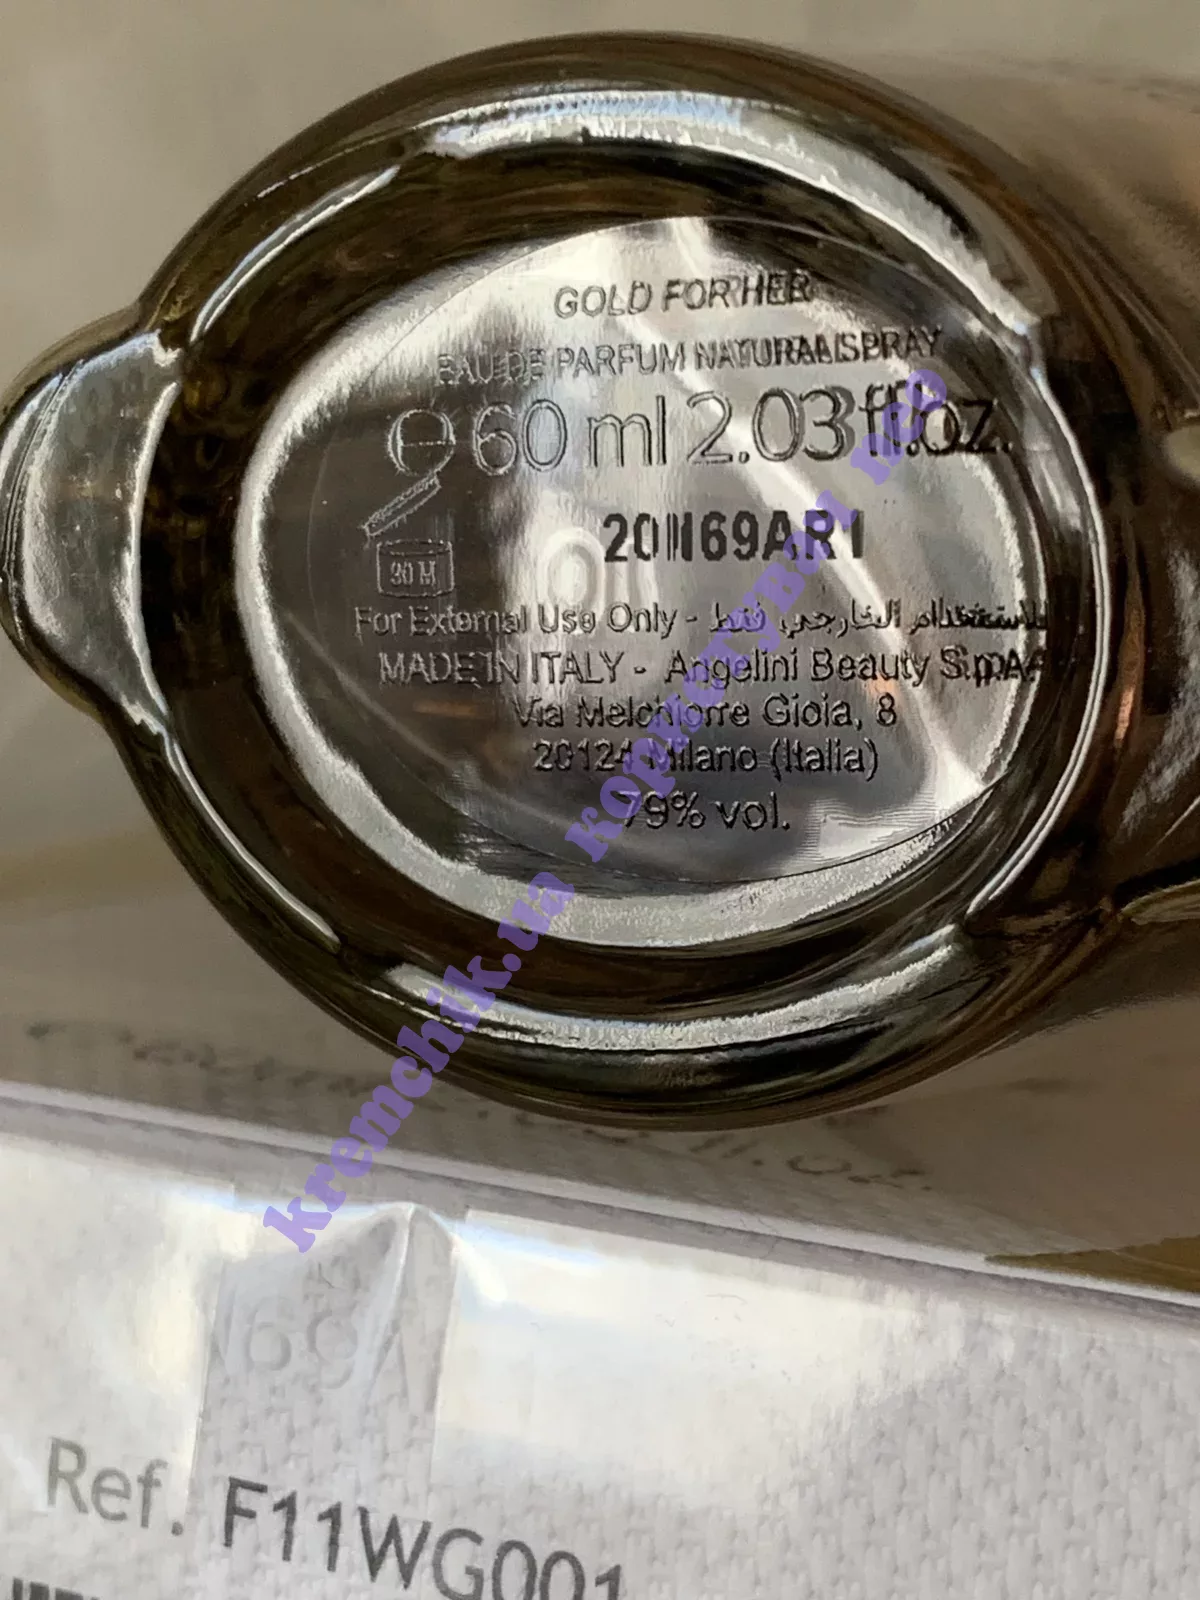 GOLD FOR HER
EAU DE PARFUM NATURAL SPRAY
℮ 60 ml 2.03 fl.oz.
30 M
For External Use Only - للاستخدام الخارجي فقط
MADE IN ITALY - Angelini Beauty S.p.A.
Via Melchiorre Gioia, 8
20124 Milano (Italia)
79% vol.
kremchik.ua
Ref. F11WG001